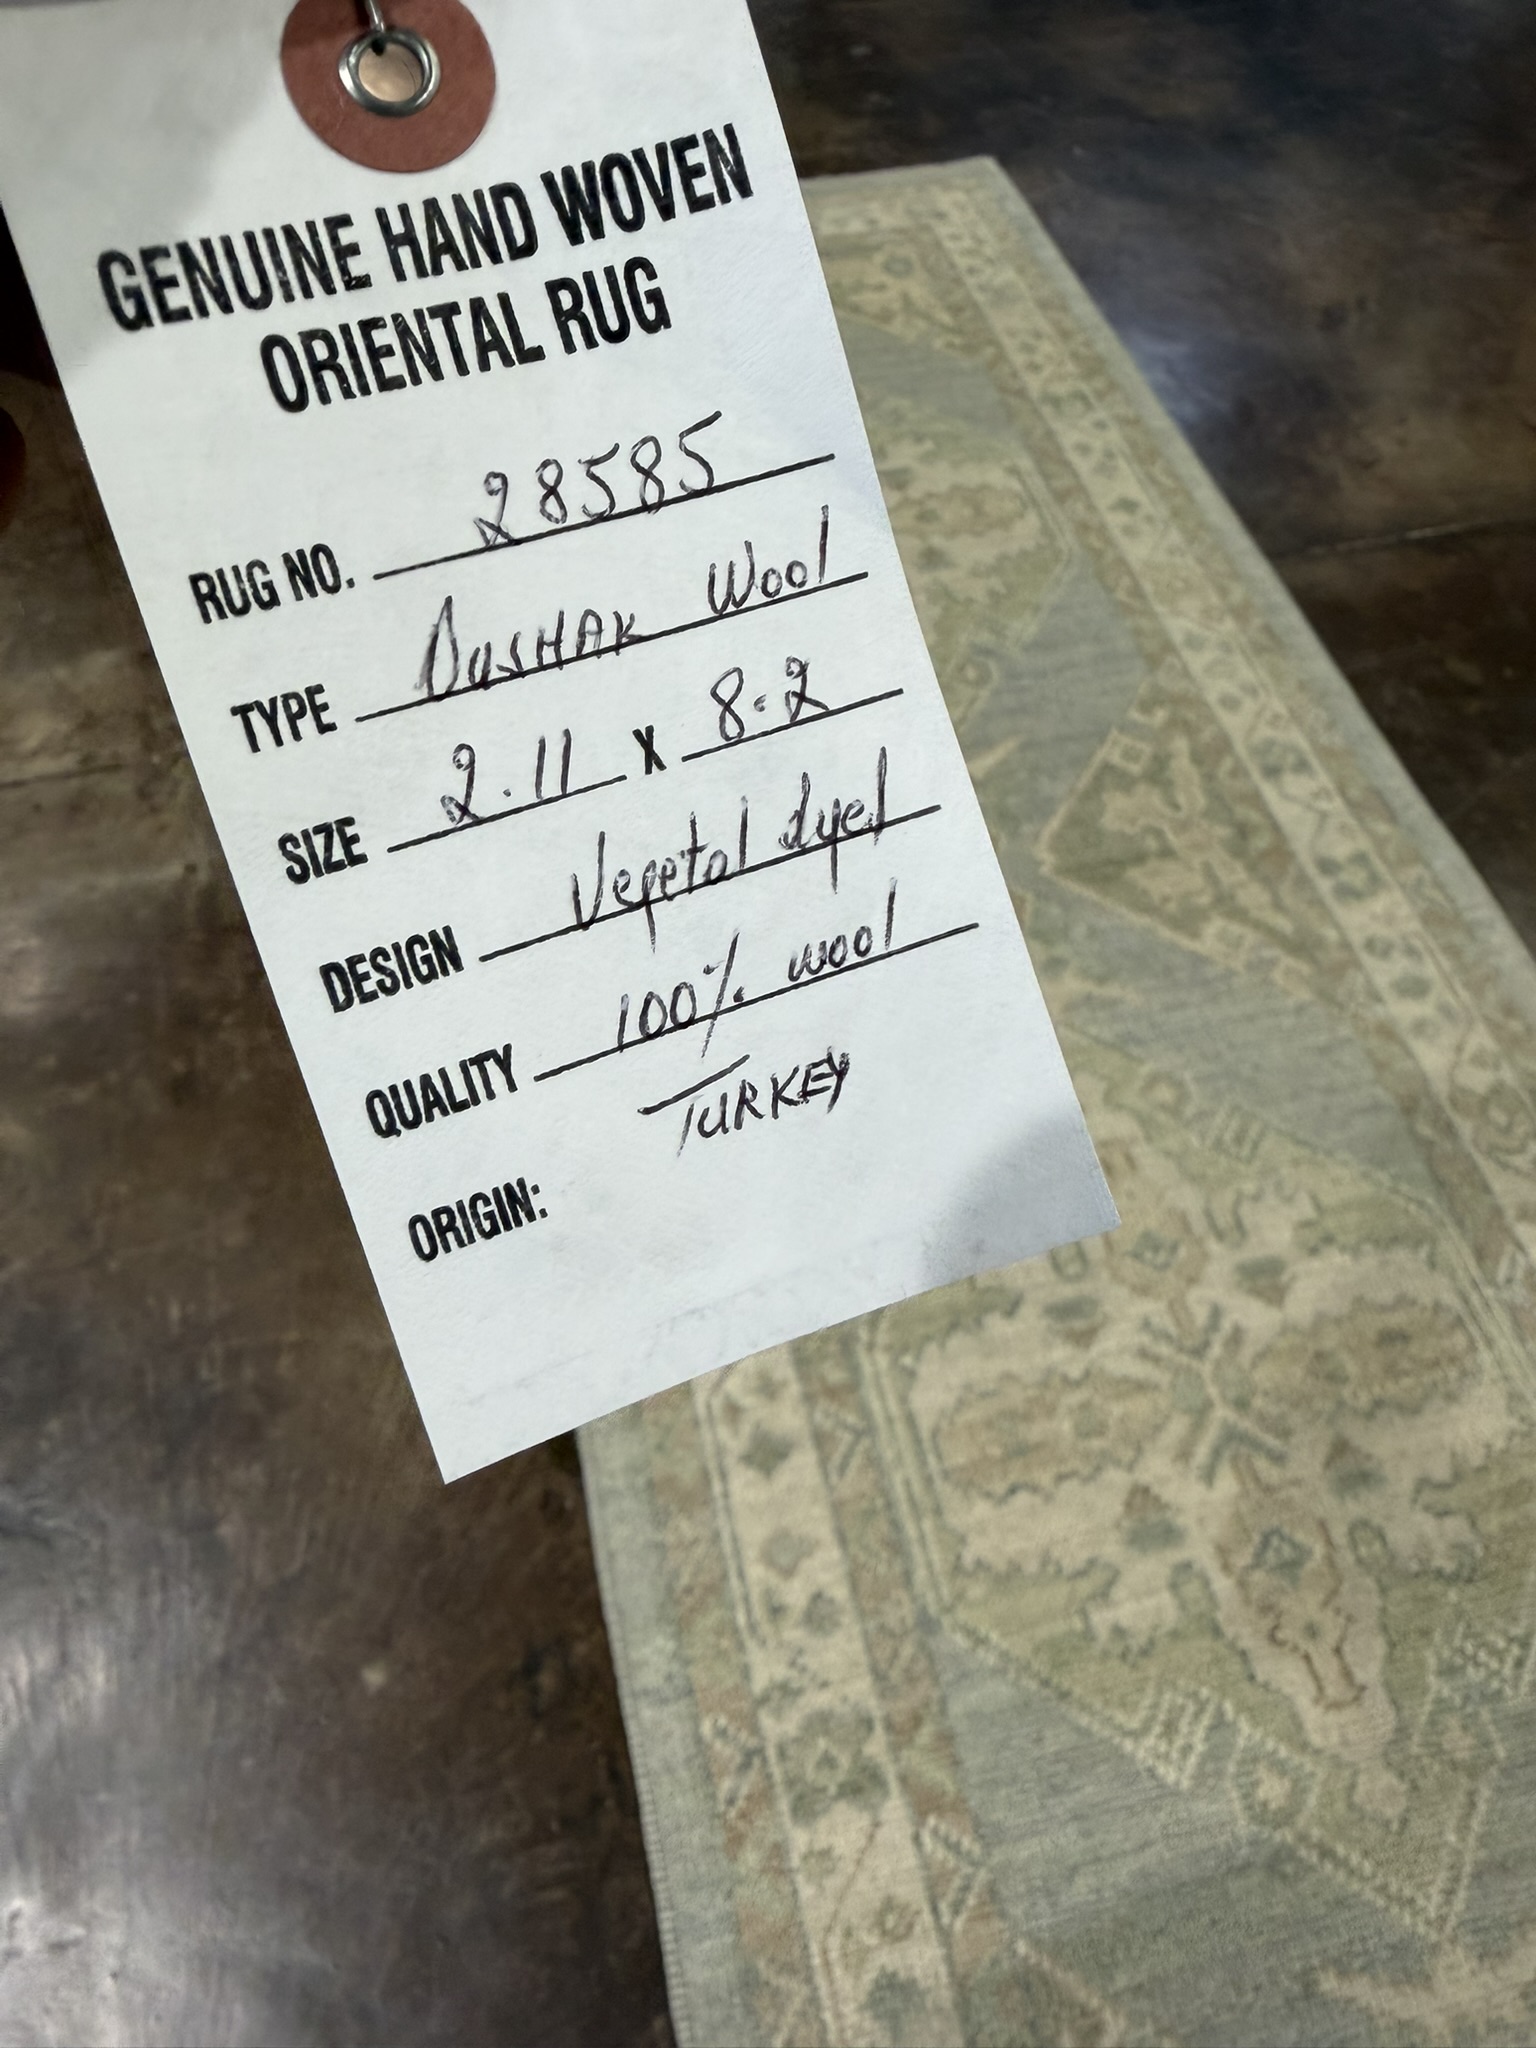 GENUINE HAND WOVEN
ORIENTAL RUG
RUG NO. 28585
TYPE OUSHAK Wool
SIZE 2.11 X 8.2
DESIGN Vegetal dyed
QUALITY 100% wool
ORIGIN: TURKEY